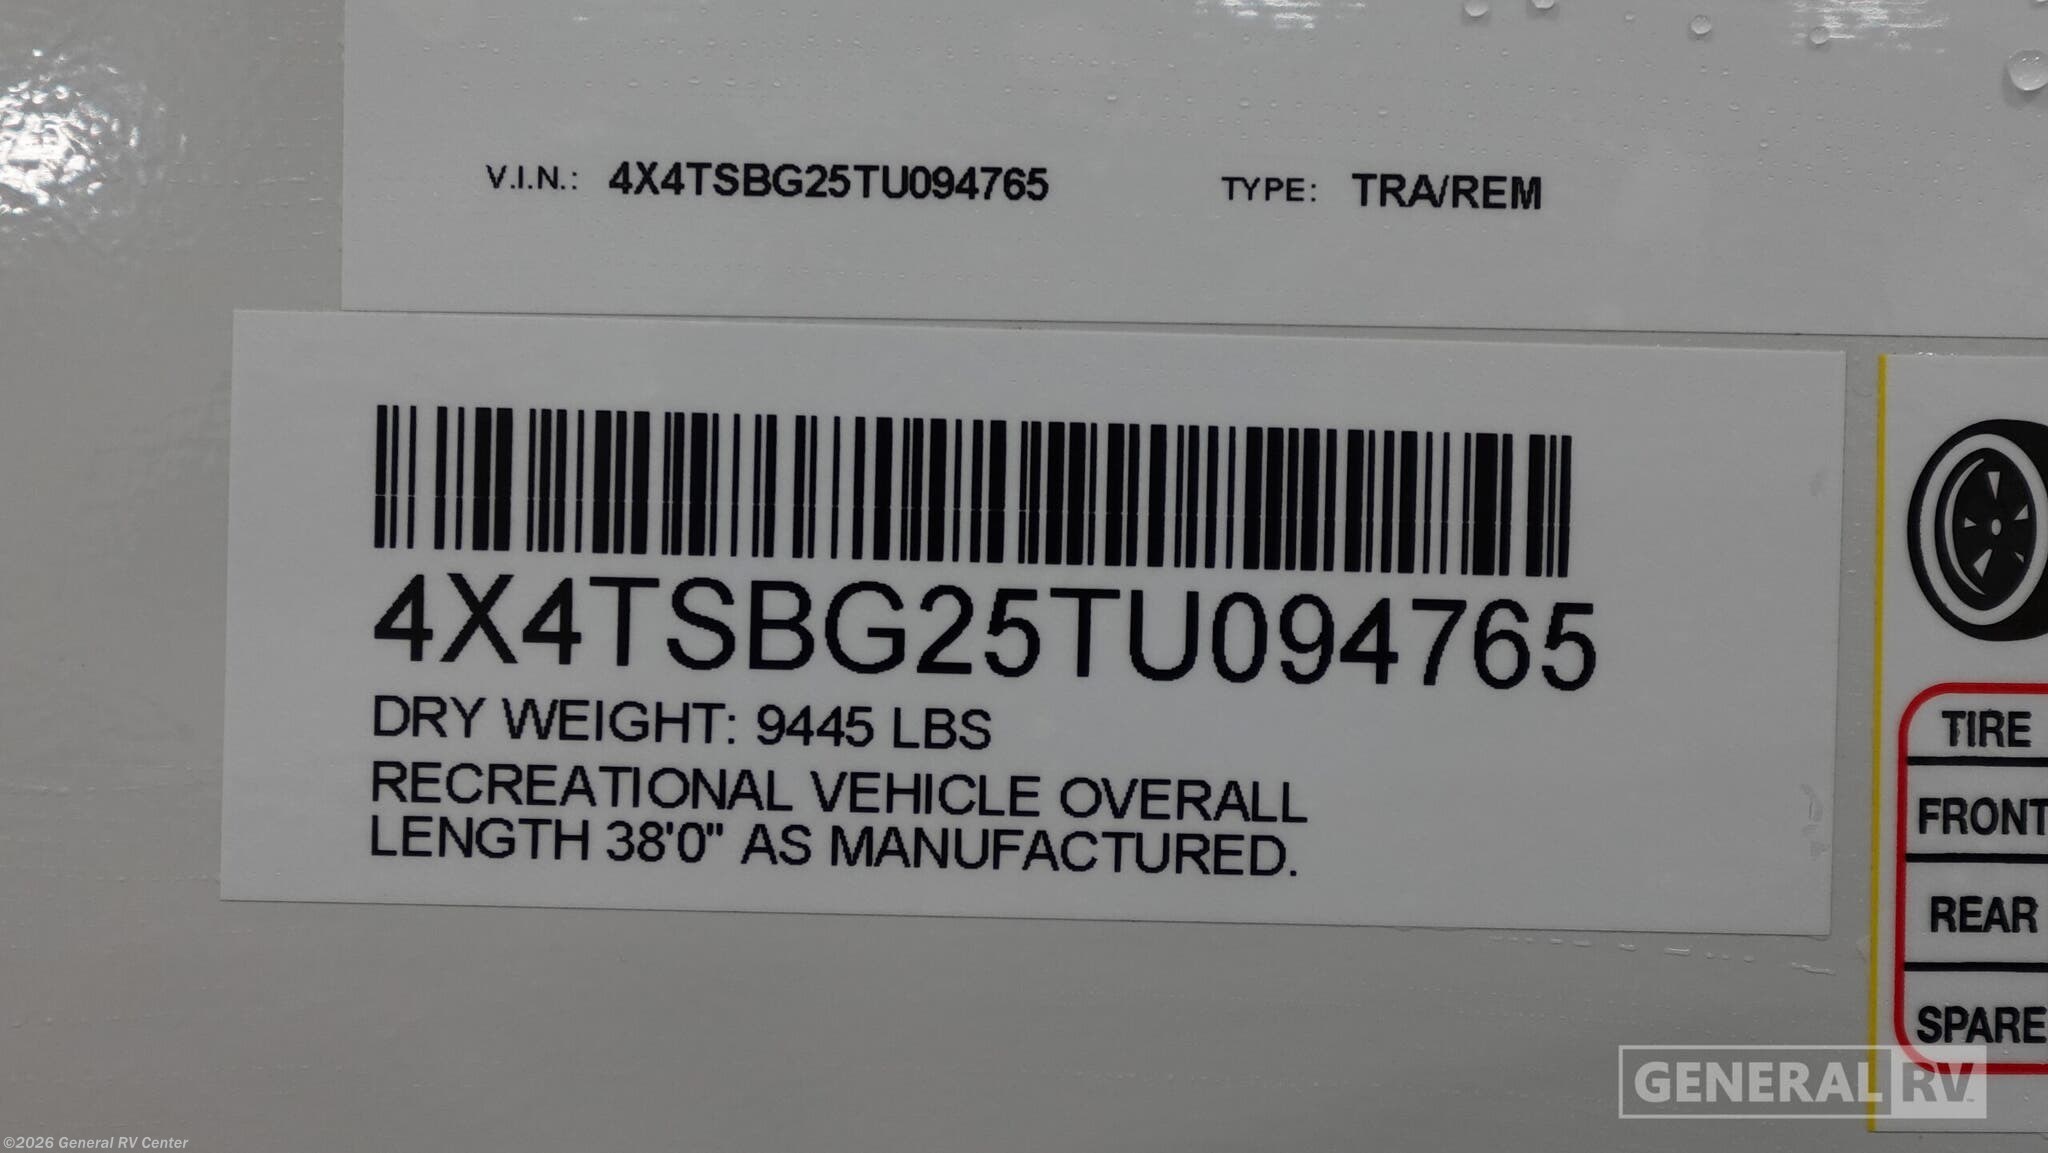 V.I.N.: 4X4TSBG25TU094765 TYPE: TRA/REM
4X4TSBG25TU094765
DRY WEIGHT: 9445 LBS
RECREATIONAL VEHICLE OVERALL
LENGTH 38'0" AS MANUFACTURED.
TIRE
FRONT
REAR
SPARE
GENERAL RV
©2026 General RV Center